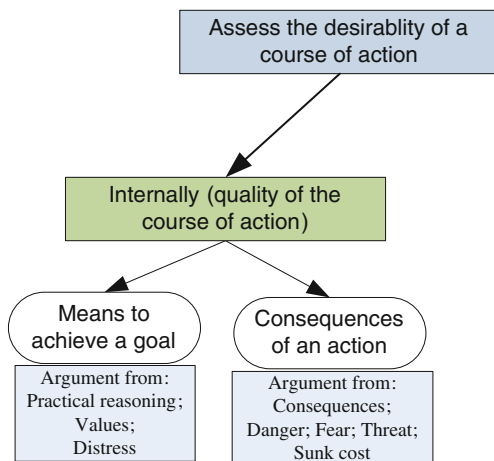 Assess the desirablity of a
course of action
Internally (quality of the
course of action)
Means to
achieve a goal
Argument from:
Practical reasoning;
Values;
Distress
Consequences
of an action
Argument from:
Consequences;
Danger; Fear; Threat;
Sunk cost